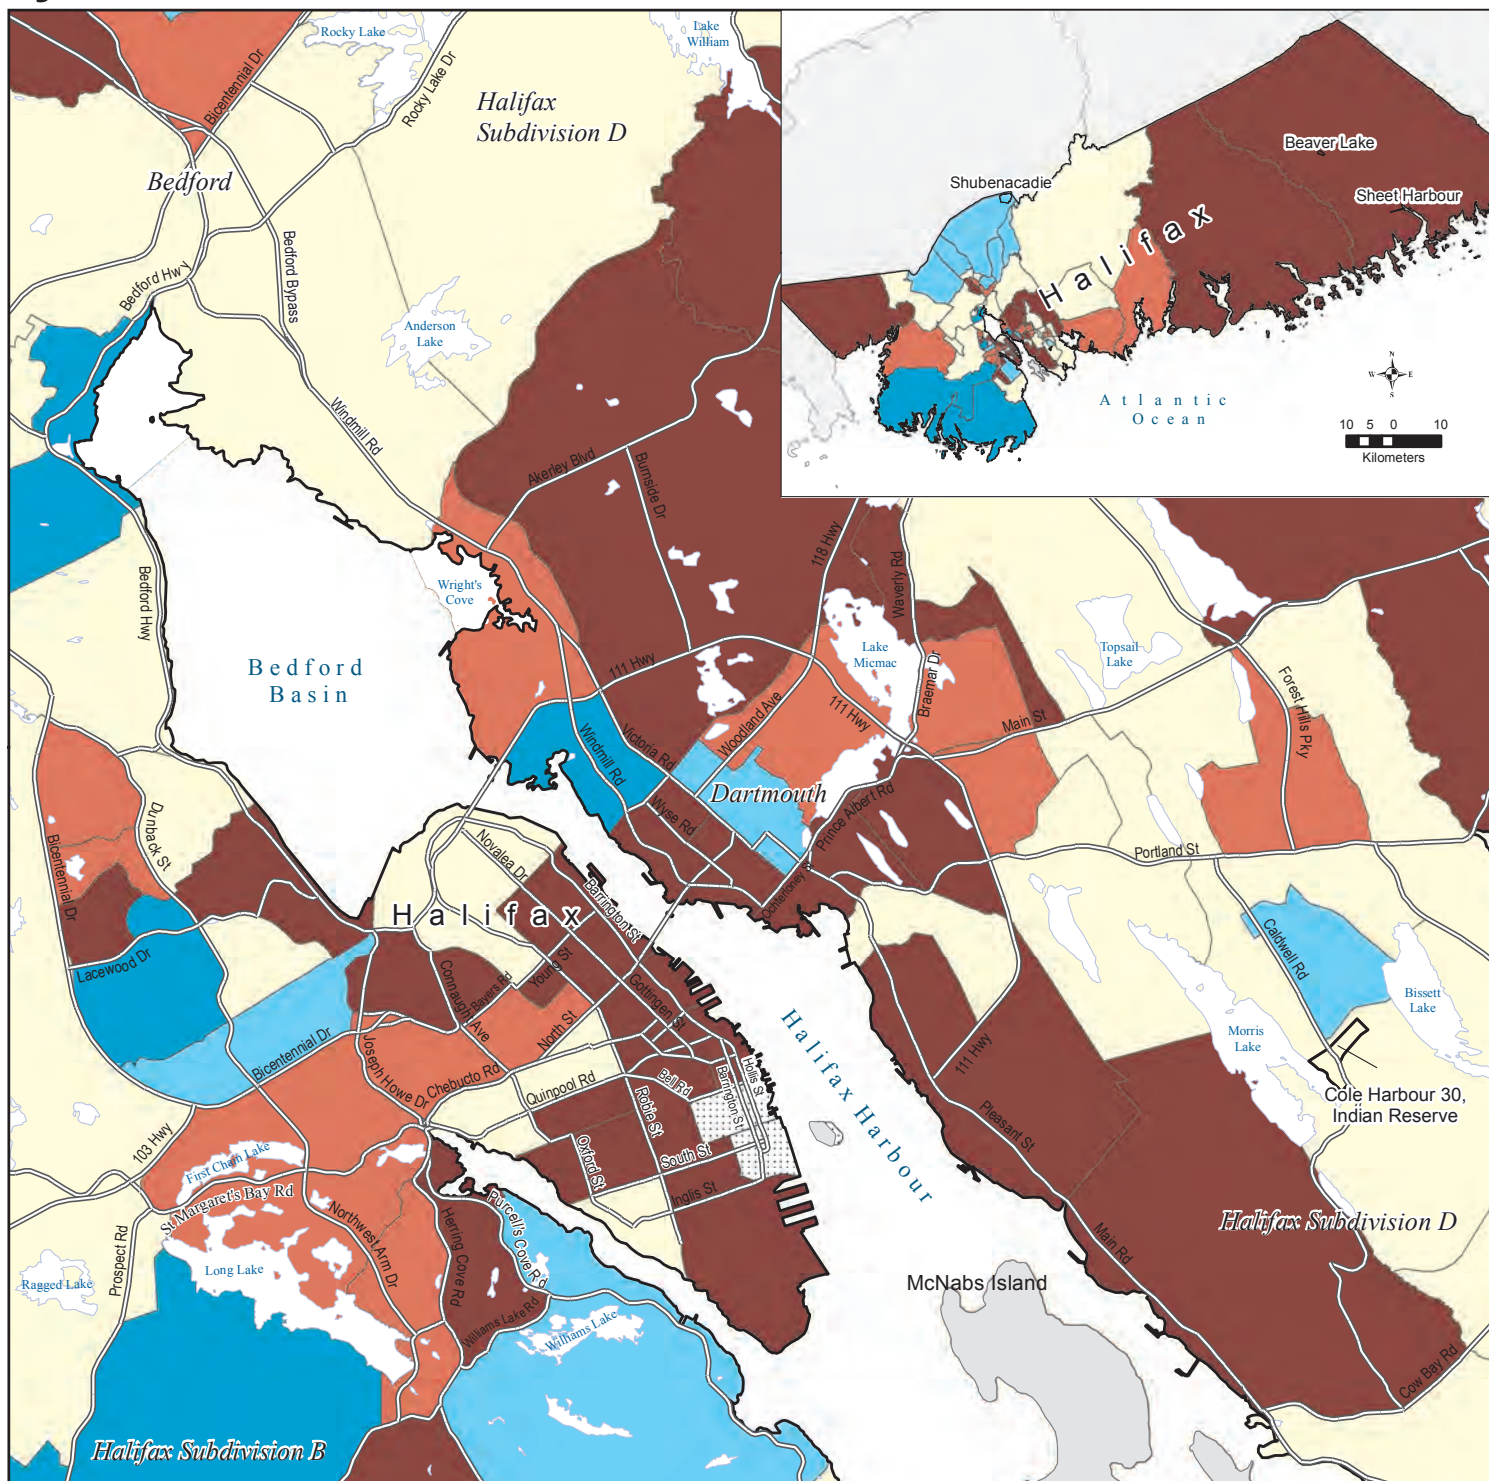 Rocky Lake
Lake
William
Bicentennial Dr
Rocky Lake Dr
Halifax
Subdivision D
Bedford
Bedford Hwy
Bedford Bypass
Anderson
Lake
Windmill Rd
Akerley Blvd
Burnside Dr
118 Hwy
Waverly Rd
Wright's
Cove
Bedford Hwy
Bedford
Basin
111 Hwy
Lake
Micmac
Braemar Dr
Topsail
Lake
Forest Hills Pky
Main St
111 Hwy
Woodland Ave
Victoria Rd
Windmill Rd
Wyse Rd
Dartmouth
Prince Albert Rd
Ochterloney St
Portland St
Dunback St
Bicentennial Dr
Lacewood Dr
Novalea Dr
Halifax
Barrington St
Young St
Bayers Rd
Connaught Ave
Gottingen St
North St
Bicentennial Dr
Joseph Howe Dr
Chebucto Rd
Quinpool Rd
Bell Rd
Robie St
Barrington St
Hollis St
Oxford St
South St
Inglis St
Halifax Harbour
111 Hwy
Pleasant St
Main Rd
Caldwell Rd
Bissett
Lake
Morris
Lake
Cole Harbour 30,
Indian Reserve
Halifax Subdivision D
Cow Bay Rd
McNabs Island
103 Hwy
First Chain Lake
St Margaret's Bay Rd
Northwest Arm Dr
Prospect Rd
Ragged Lake
Long Lake
Herring Cove Rd
Purcell's Cove Rd
Williams Lake Rd
Williams Lake
Halifax Subdivision B
Shubenacadie
Beaver Lake
Sheet Harbour
Halifax
Atlantic
Ocean
N
W E
S
10 5 0 10
Kilometers